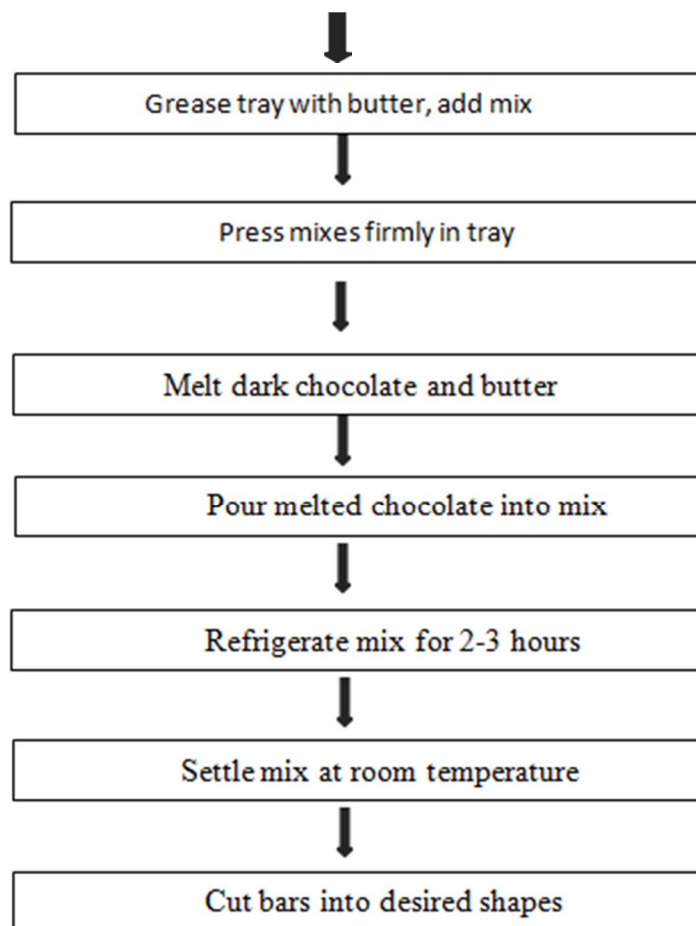 Grease tray with butter, add mix
Press mixes firmly in tray
Melt dark chocolate and butter
Pour melted chocolate into mix
Refrigerate mix for 2-3 hours
Settle mix at room temperature
Cut bars into desired shapes